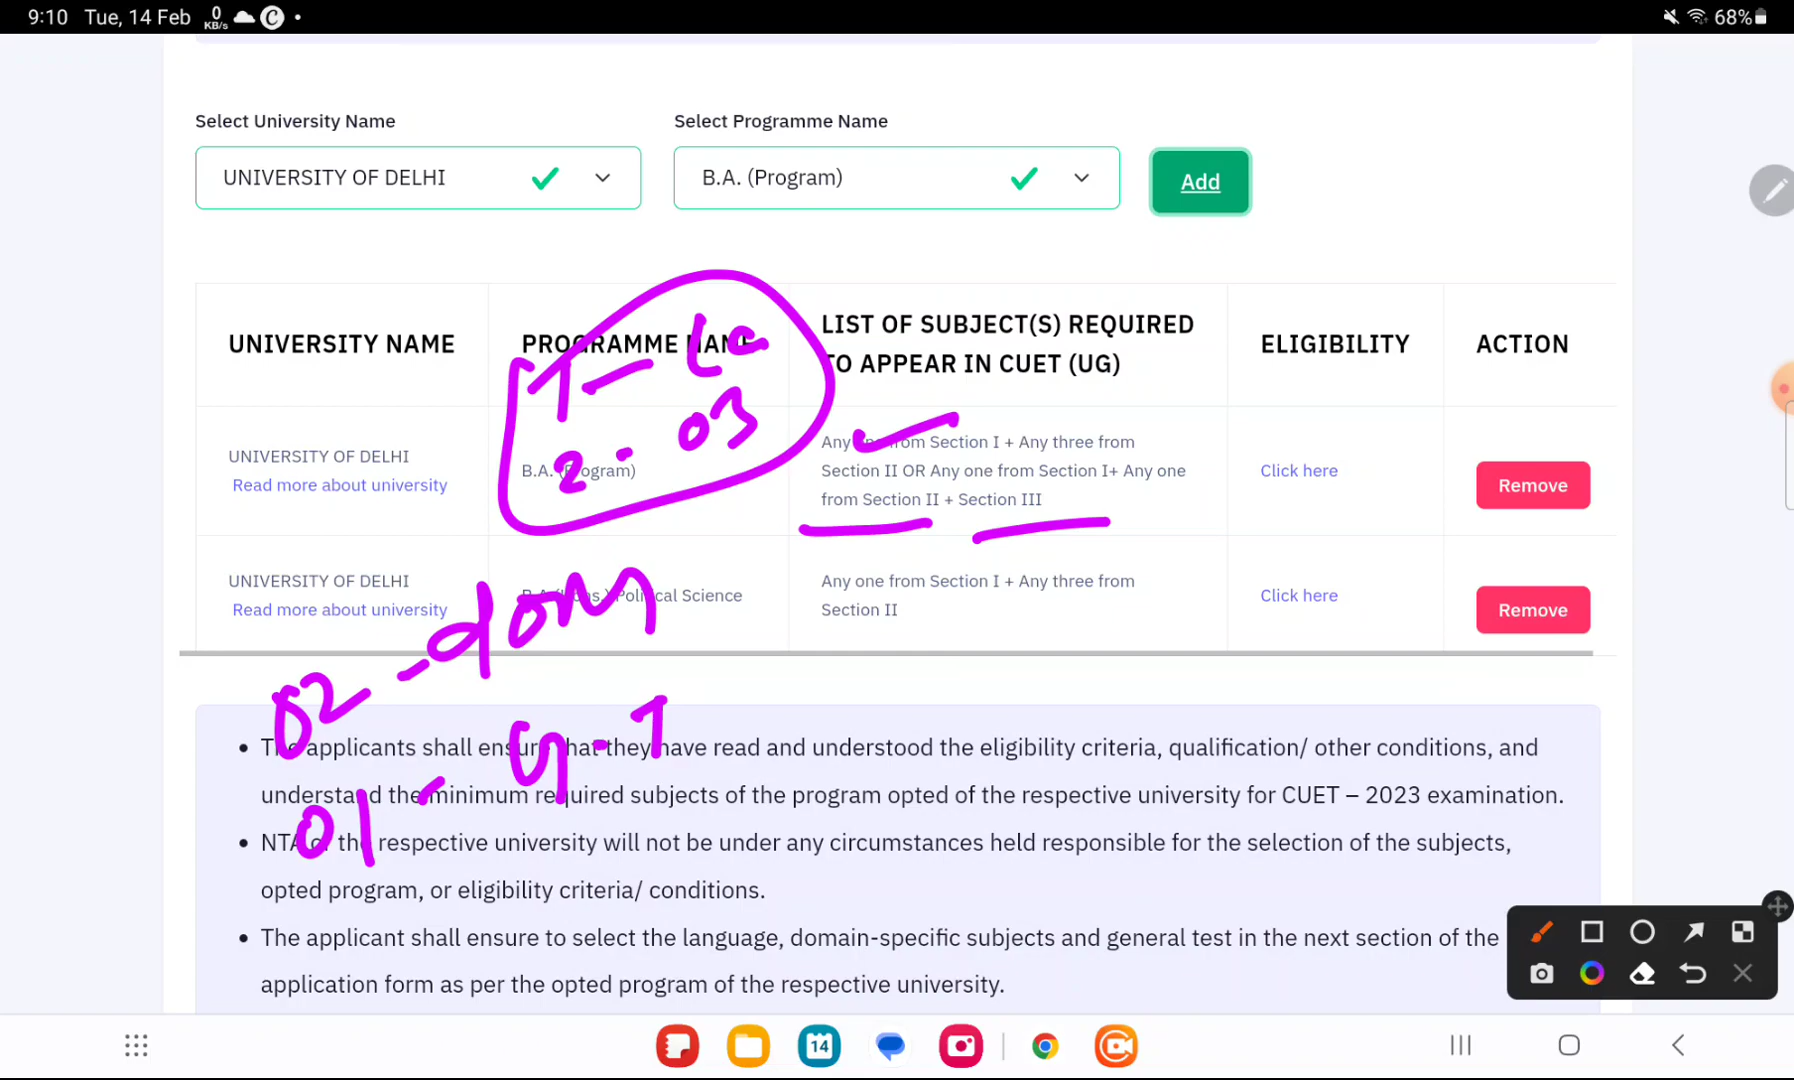 9:10 Tue, 14 Feb 0 KB/s C 68%
Select University Name
Select Programme Name
UNIVERSITY OF DELHI
B.A. (Program)
Add
UNIVERSITY NAME
PROGRAMME NAME
LIST OF SUBJECT(S) REQUIRED
TO APPEAR IN CUET (UG)
ELIGIBILITY
ACTION
1 - La
2 - 03
UNIVERSITY OF DELHI
Read more about university
B.A. (Program)
Any one from Section I + Any three from
Section II OR Any one from Section I+ Any one
from Section II + Section III
Click here
Remove
UNIVERSITY OF DELHI
Read more about university
B.A (Hons.) Political Science
Any one from Section I + Any three from
Section II
Click here
Remove
02 - dom
01 - G-T
• The applicants shall ensure that they have read and understood the eligibility criteria, qualification/ other conditions, and
understand the minimum required subjects of the program opted of the respective university for CUET – 2023 examination.
• NTA or the respective university will not be under any circumstances held responsible for the selection of the subjects,
opted program, or eligibility criteria/ conditions.
• The applicant shall ensure to select the language, domain-specific subjects and general test in the next section of the
application form as per the opted program of the respective university.
14